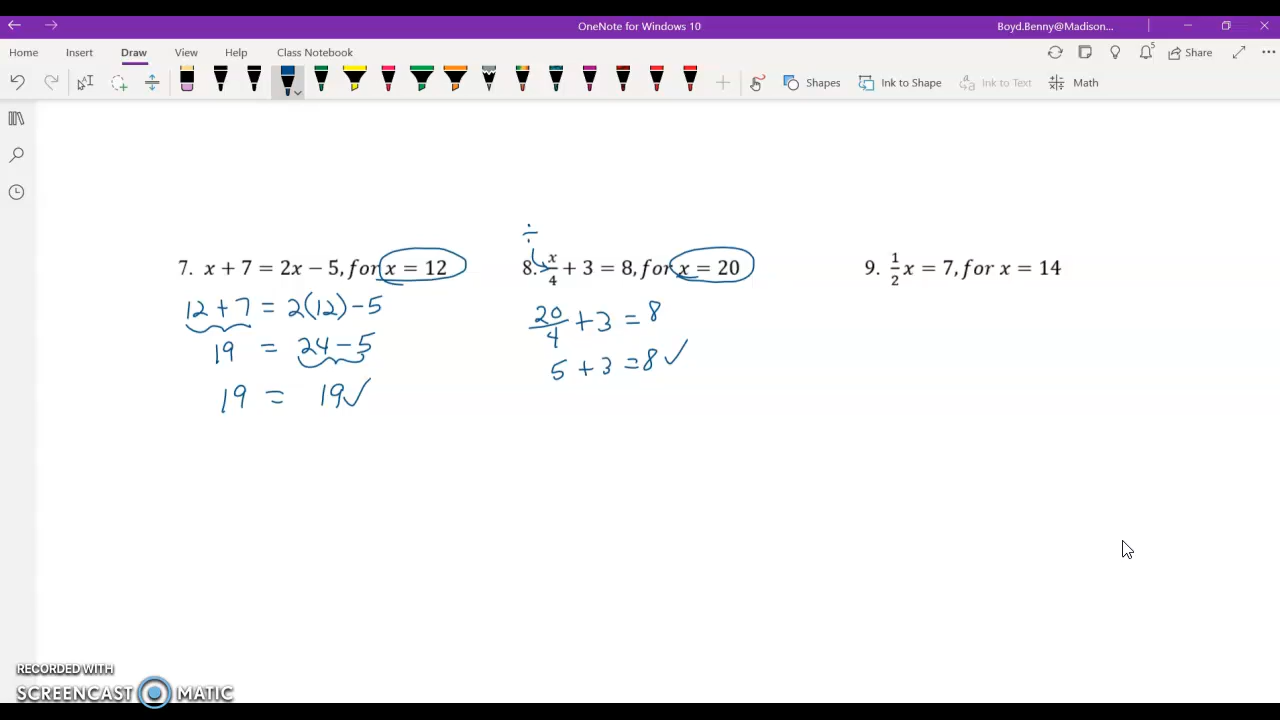 OneNote for Windows 10
Boyd.Benny@Madison...
Home Insert Draw View Help Class Notebook
Share
Shapes Ink to Shape Ink to Text Math
÷
7. x + 7 = 2x − 5, for x = 12
12 + 7 = 2(12) − 5
19 = 24 − 5
19 = 19 ✓
8. x/4 + 3 = 8, for x = 20
20/4 + 3 = 8
5 + 3 = 8 ✓
9. 1/2 x = 7, for x = 14
RECORDED WITH
SCREENCAST MATIC